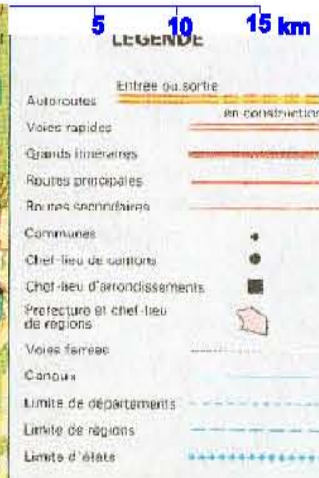 5 10 15 km
LEGENDE
Entrée ou sortie
Autoroutes
en construction
Voies rapides
Grands itinéraires
Routes principales
Routes secondaires
Communes
Chef-lieu de cantons
Chef-lieu d'arrondissements
Prefecture et chef-lieu
de régions
Voies ferrées
Canaux
Limite de départements
Limite de régions
Limite d'états